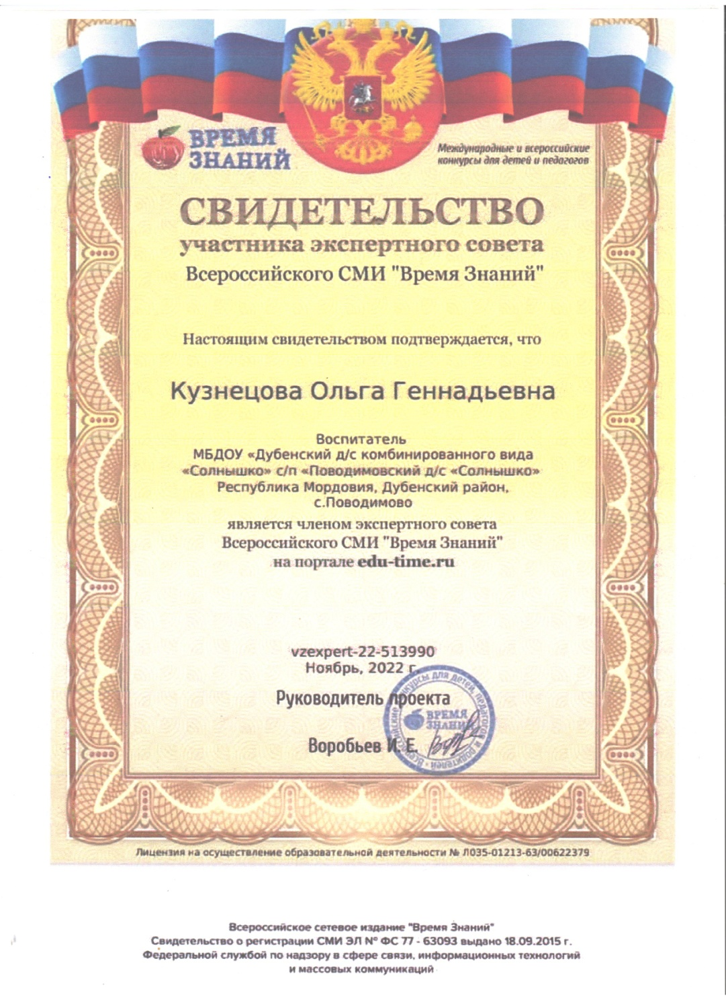 ВРЕМЯ
ЗНАНИЙ
Международные и всероссийские
конкурсы для детей и педагогов
СВИДЕТЕЛЬСТВО
участника экспертного совета
Всероссийского СМИ "Время Знаний"
Настоящим свидетельством подтверждается, что
Кузнецова Ольга Геннадьевна
Воспитатель
МБДОУ «Дубенский д/с комбинированного вида
«Солнышко» с/п «Поводимовский д/с «Солнышко»
Республика Мордовия, Дубенский район,
с.Поводимово
является членом экспертного совета
Всероссийского СМИ "Время Знаний"
на портале edu-time.ru
vzexpert-22-513990
Ноябрь, 2022 г.
Руководитель проекта
Воробьев И. Е.
Всероссийские конкурсы для детей, педагогов и родителей
ВРЕМЯ
ЗНАНИЙ
Лицензия на осуществление образовательной деятельности № Л035-01213-63/00622379
Всероссийское сетевое издание "Время Знаний"
Свидетельство о регистрации СМИ ЭЛ № ФС 77 - 63093 выдано 18.09.2015 г.
Федеральной службой по надзору в сфере связи, информационных технологий
и массовых коммуникаций